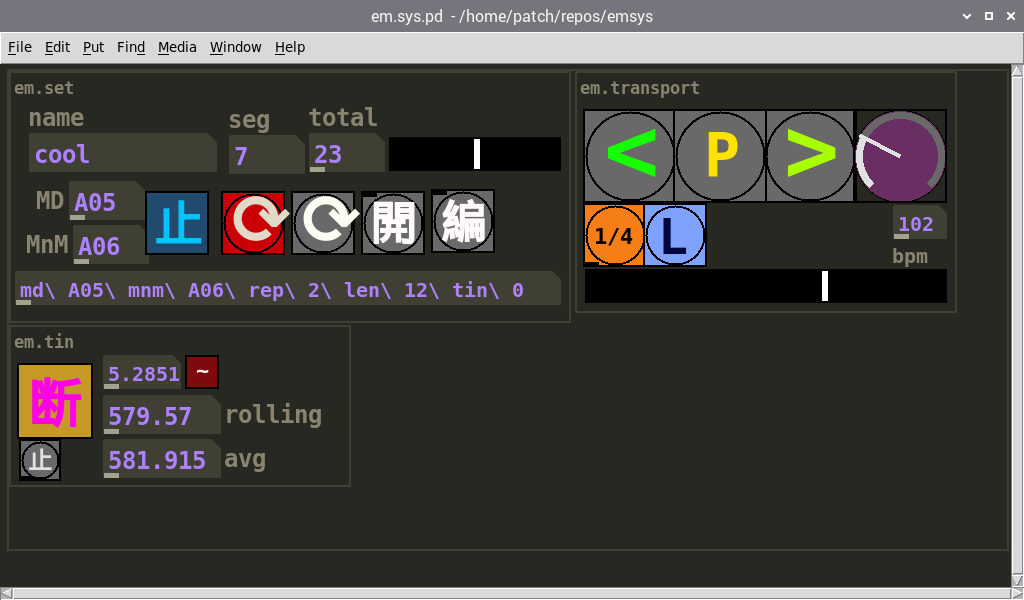 em.sys.pd - /home/patch/repos/emsys
File Edit Put Find Media Window Help
em.set
name seg total
cool 7 23
MD A05
MnM A06
止 ⟳ ⟳ 開 編
md\ A05\ mnm\ A06\ rep\ 2\ len\ 12\ tin\ 0
em.transport
< P >
1/4 L
102
bpm
em.tin
断
止
5.2851 ~
579.57 rolling
581.915 avg